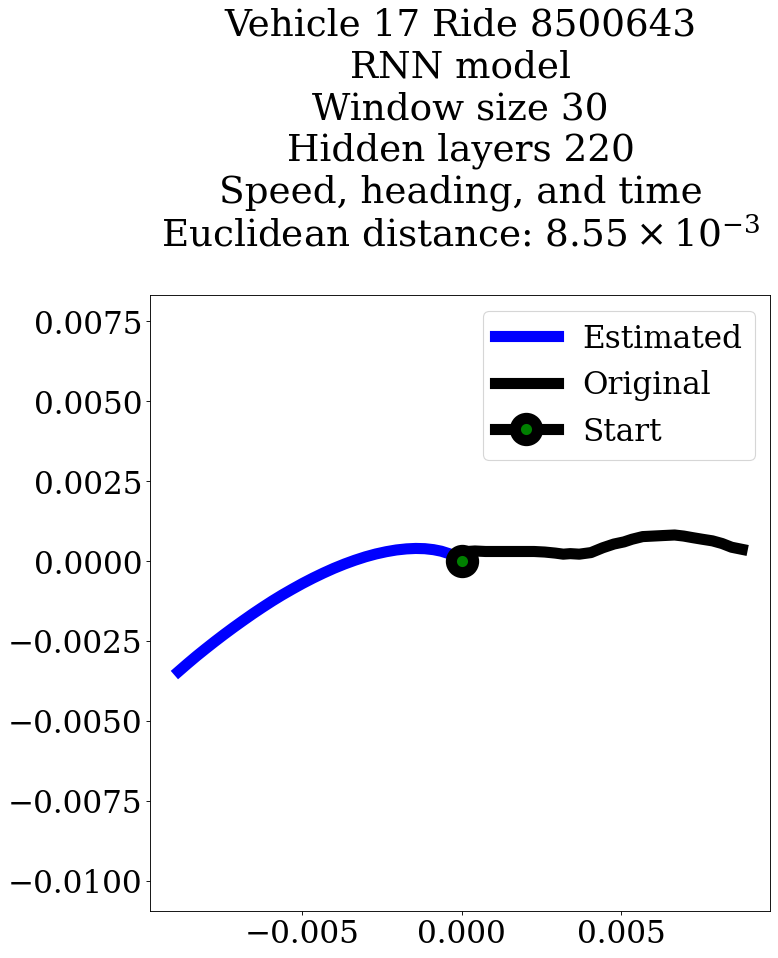 Vehicle 17 Ride 8500643
RNN model
Window size 30
Hidden layers 220
Speed, heading, and time
Euclidean distance: 8.55 × 10⁻³
Estimated
Original
Start
0.0075
0.0050
0.0025
0.0000
−0.0025
−0.0050
−0.0075
−0.0100
−0.005 0.000 0.005